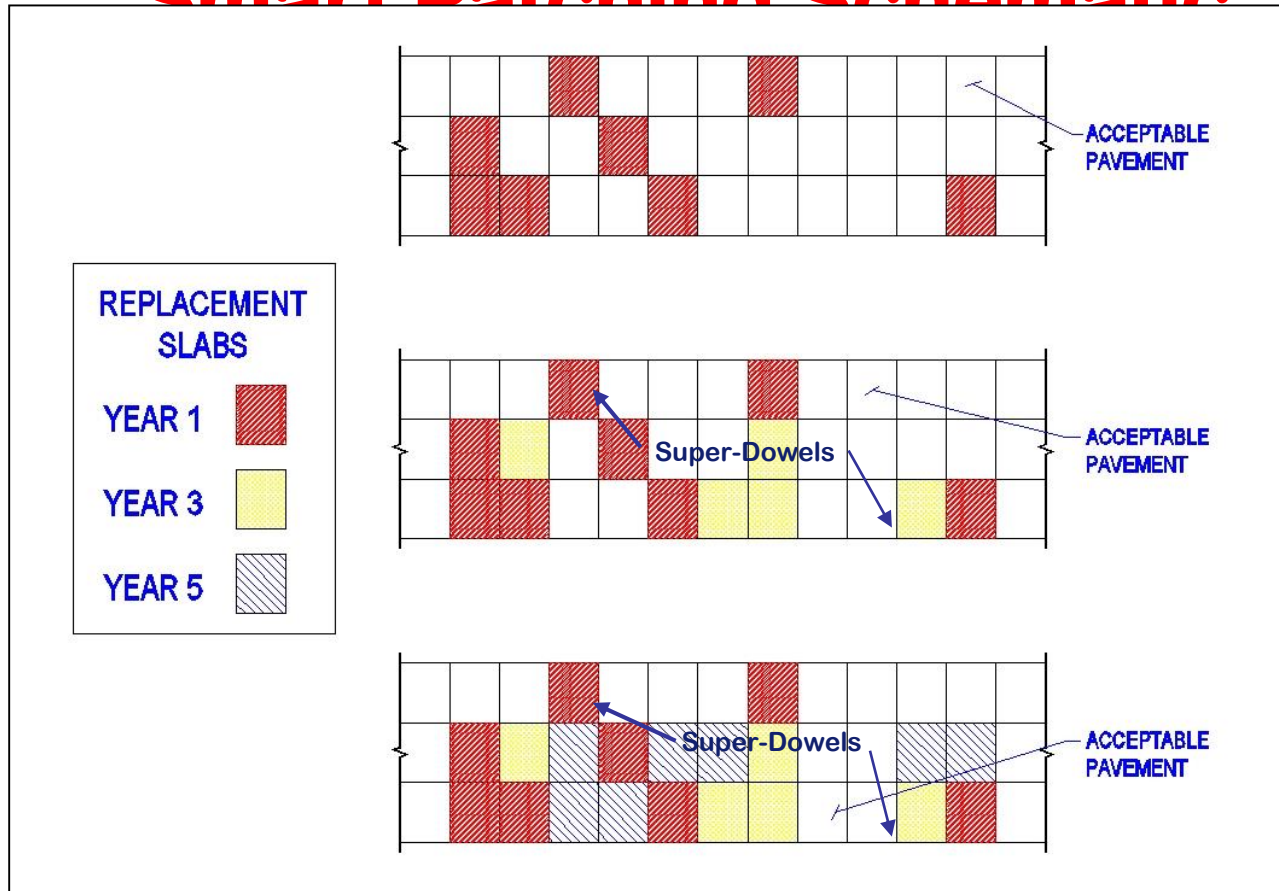 ACCEPTABLE
PAVEMENT
REPLACEMENT
SLABS
YEAR 1
YEAR 3
YEAR 5
Super-Dowels
ACCEPTABLE
PAVEMENT
Super-Dowels
ACCEPTABLE
PAVEMENT